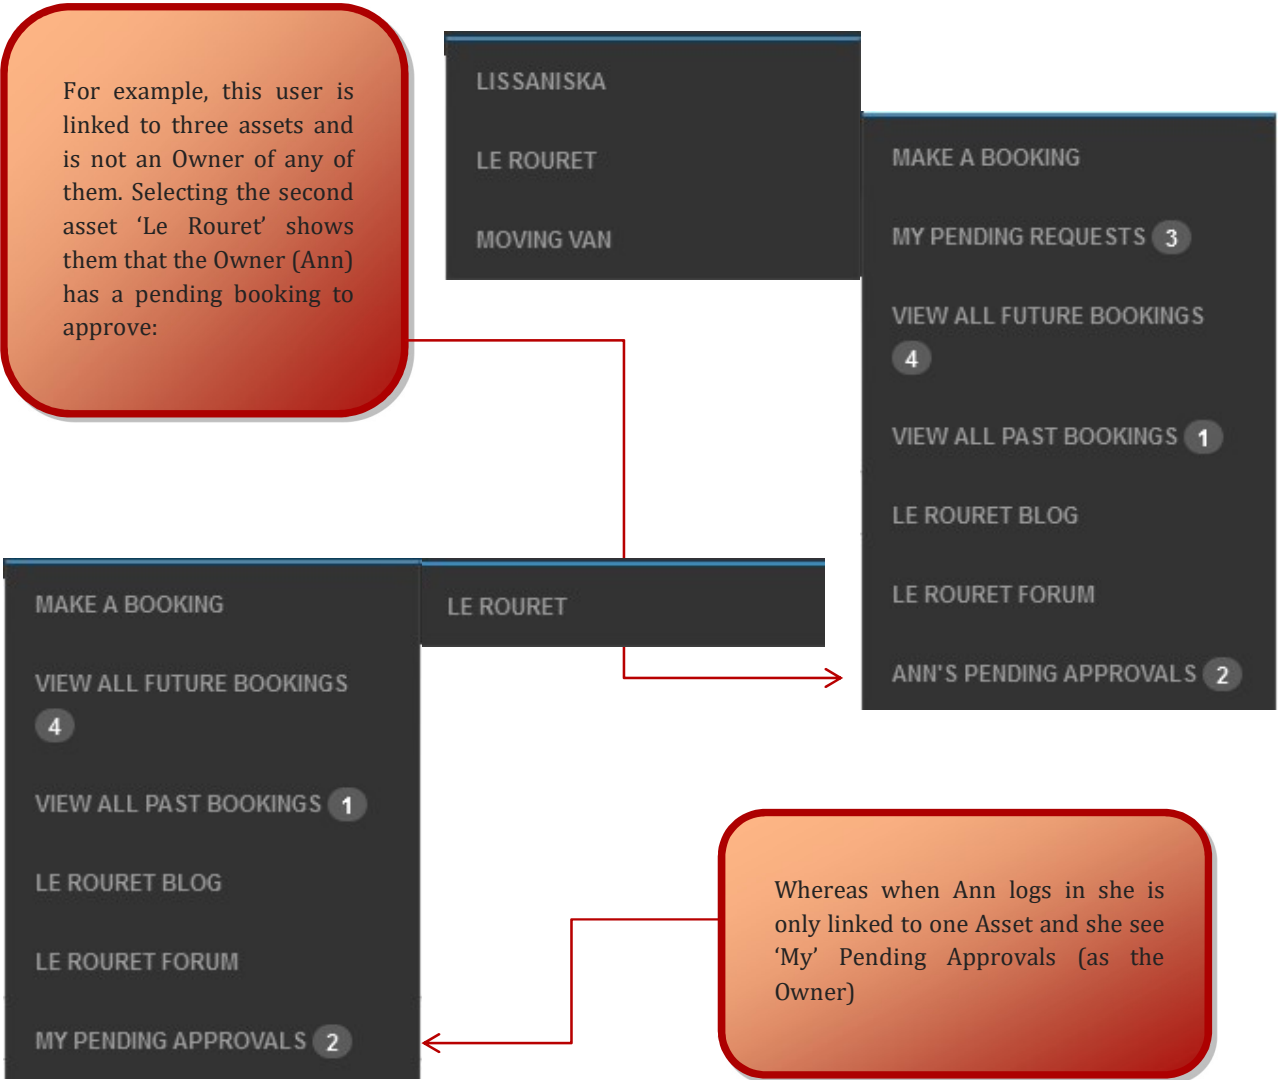 For example, this user is
linked to three assets and
is not an Owner of any of
them. Selecting the second
asset ‘Le Rouret’ shows
them that the Owner (Ann)
has a pending booking to
approve:
LISSANISKA
LE ROURET
MOVING VAN
MAKE A BOOKING
MY PENDING REQUESTS 3
VIEW ALL FUTURE BOOKINGS
4
VIEW ALL PAST BOOKINGS 1
LE ROURET BLOG
LE ROURET FORUM
ANN'S PENDING APPROVALS 2
MAKE A BOOKING
VIEW ALL FUTURE BOOKINGS
4
VIEW ALL PAST BOOKINGS 1
LE ROURET BLOG
LE ROURET FORUM
MY PENDING APPROVALS 2
LE ROURET
Whereas when Ann logs in she is
only linked to one Asset and she see
‘My’ Pending Approvals (as the
Owner)